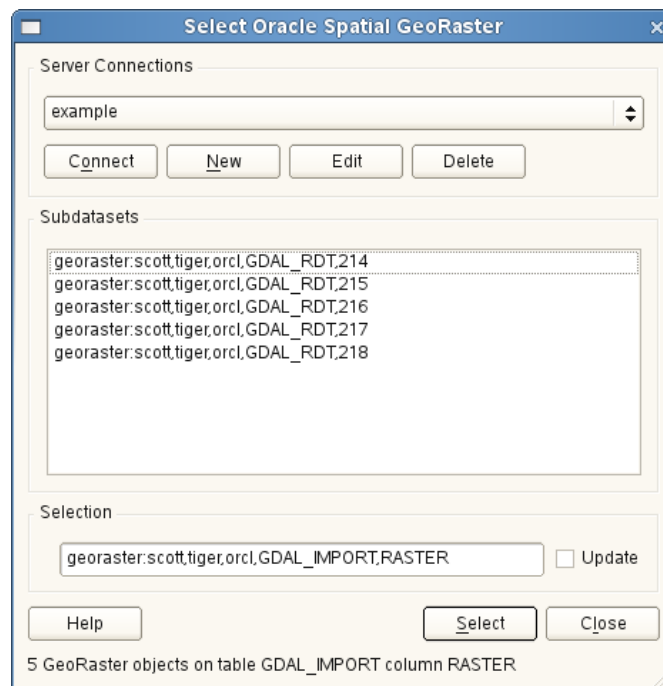 Select Oracle Spatial GeoRaster
Server Connections
example
Connect New Edit Delete
Subdatasets
georaster:scott,tiger,orcl,GDAL_RDT,214
georaster:scott,tiger,orcl,GDAL_RDT,215
georaster:scott,tiger,orcl,GDAL_RDT,216
georaster:scott,tiger,orcl,GDAL_RDT,217
georaster:scott,tiger,orcl,GDAL_RDT,218
Selection
georaster:scott,tiger,orcl,GDAL_IMPORT,RASTER Update
Help Select Close
5 GeoRaster objects on table GDAL_IMPORT column RASTER